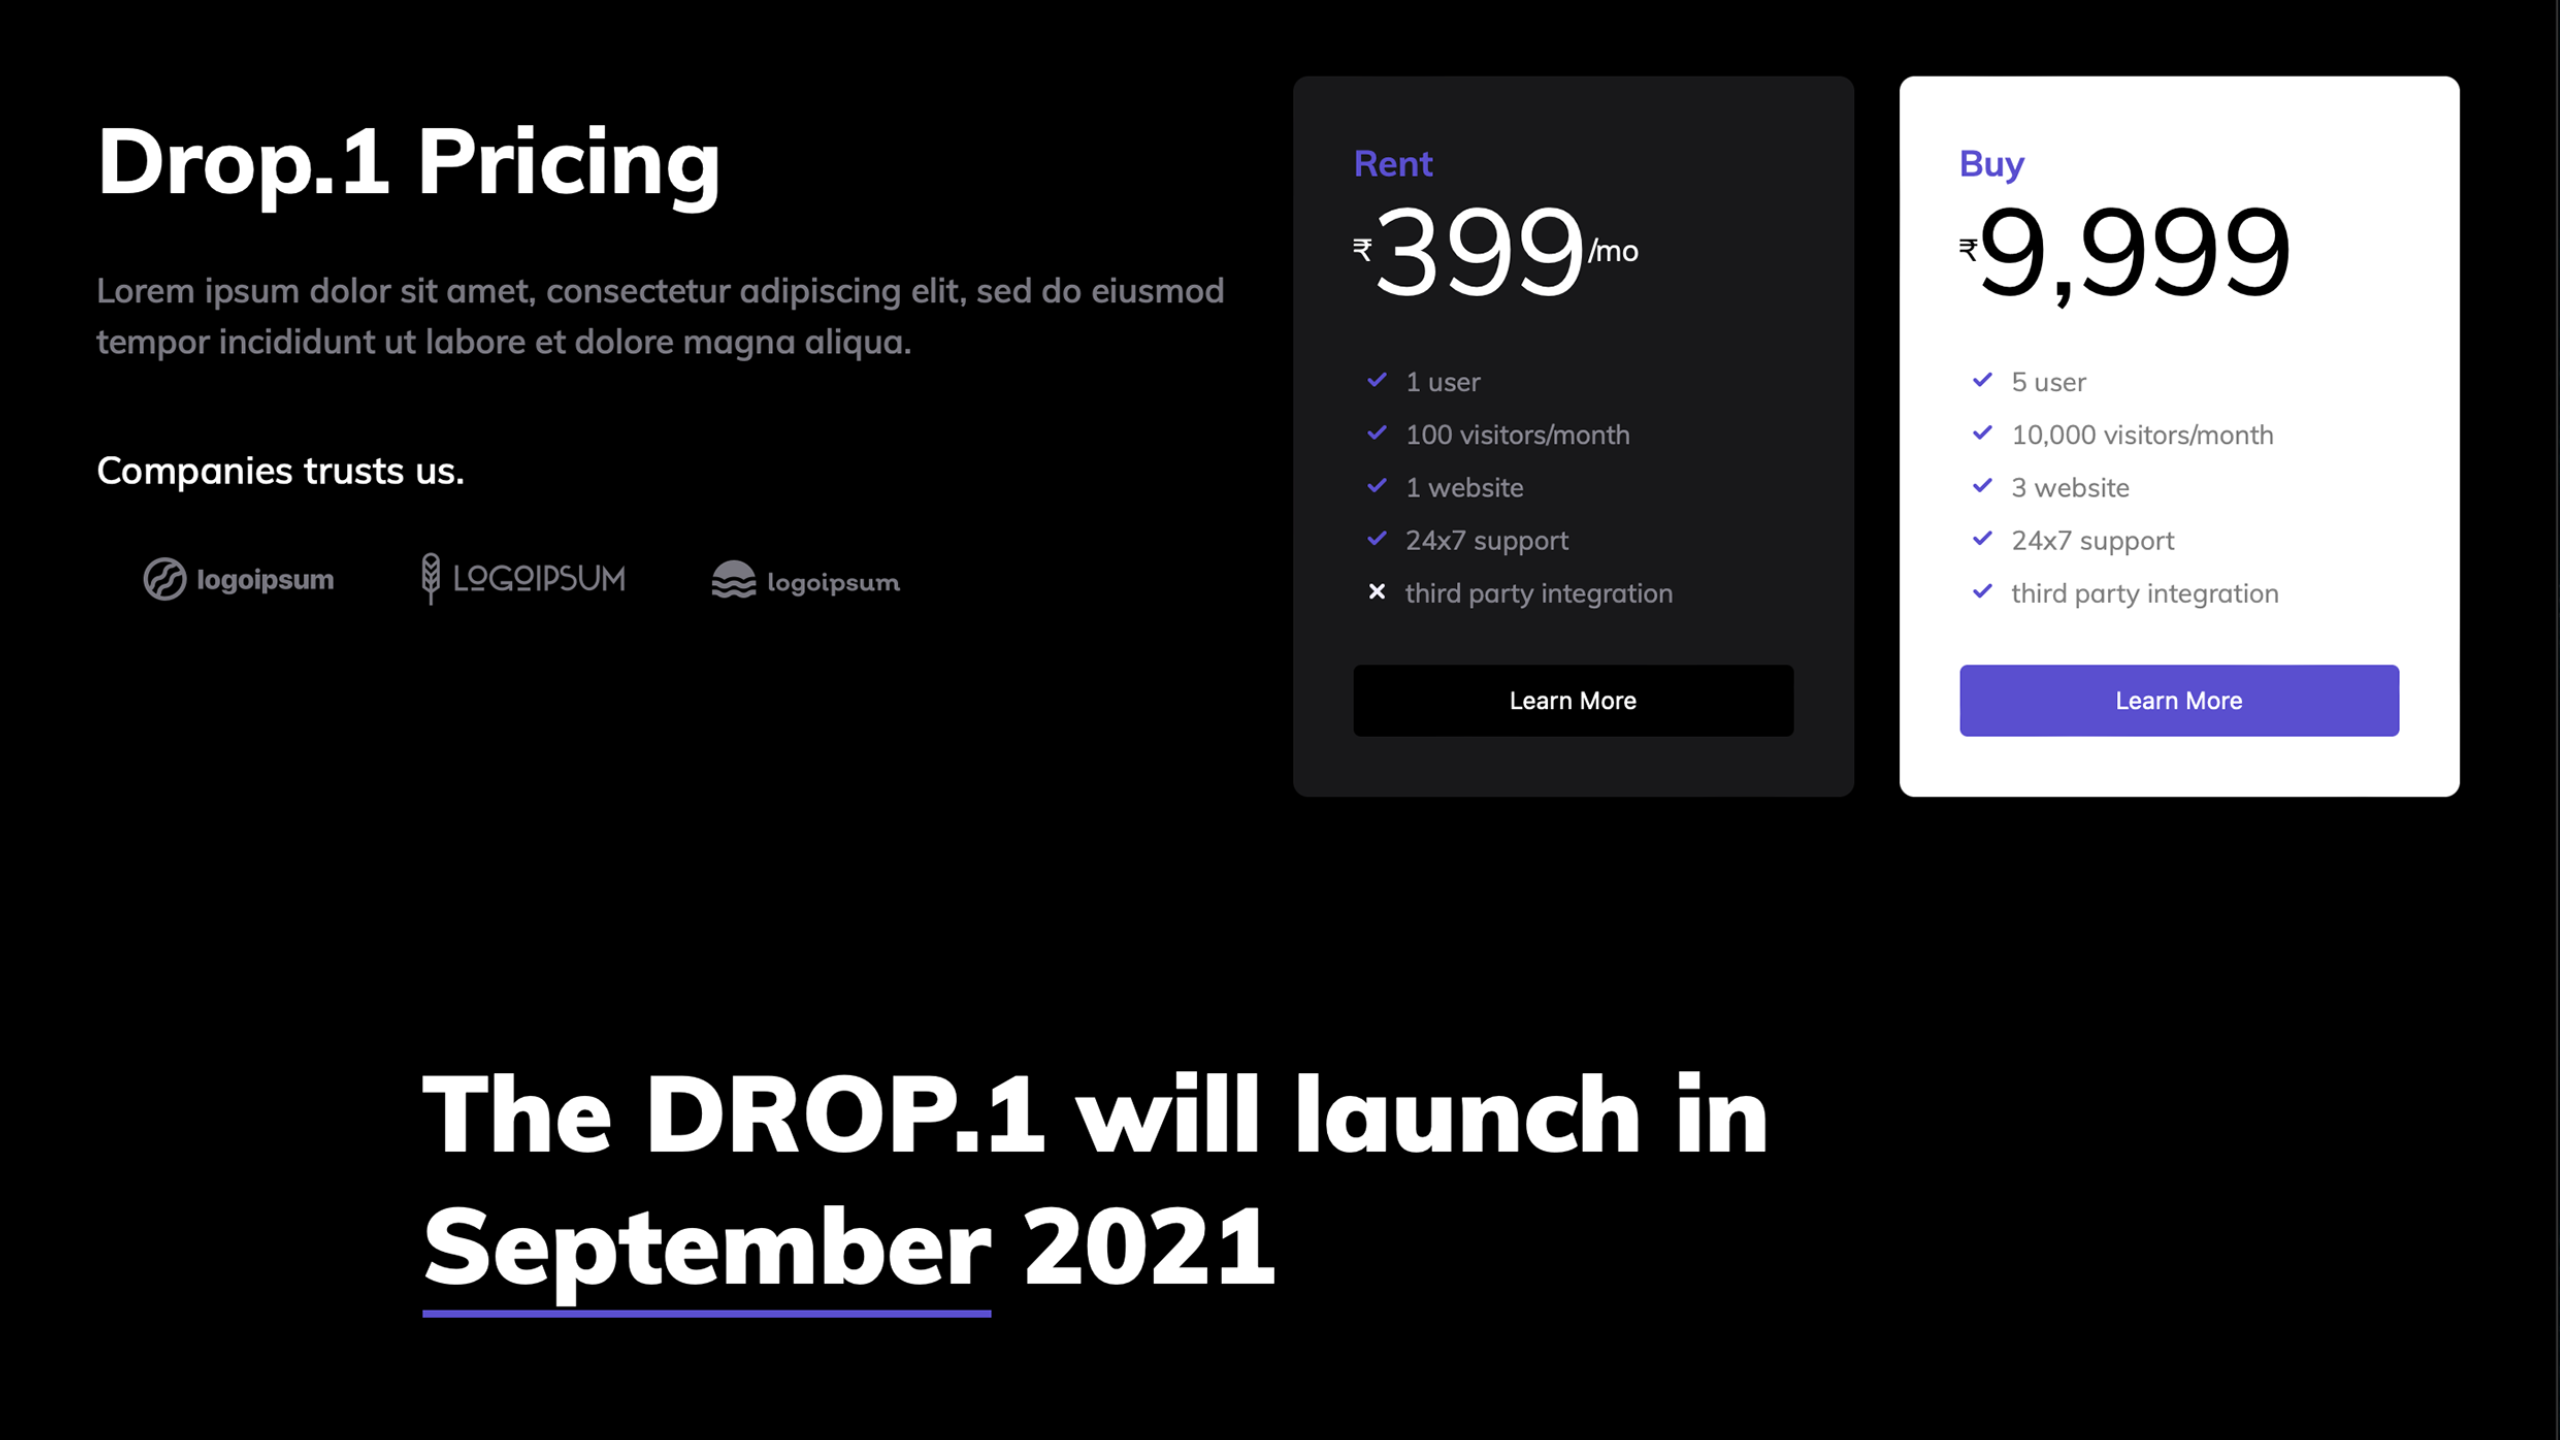 Drop.1 Pricing
Lorem ipsum dolor sit amet, consectetur adipiscing elit, sed do eiusmod
tempor incididunt ut labore et dolore magna aliqua.
Companies trusts us.
logoipsum
LOGOIPSUM
logoipsum
Rent
₹399/mo
1 user
100 visitors/month
1 website
24x7 support
third party integration
Learn More
Buy
₹9,999
5 user
10,000 visitors/month
3 website
24x7 support
third party integration
Learn More
The DROP.1 will launch in
September 2021